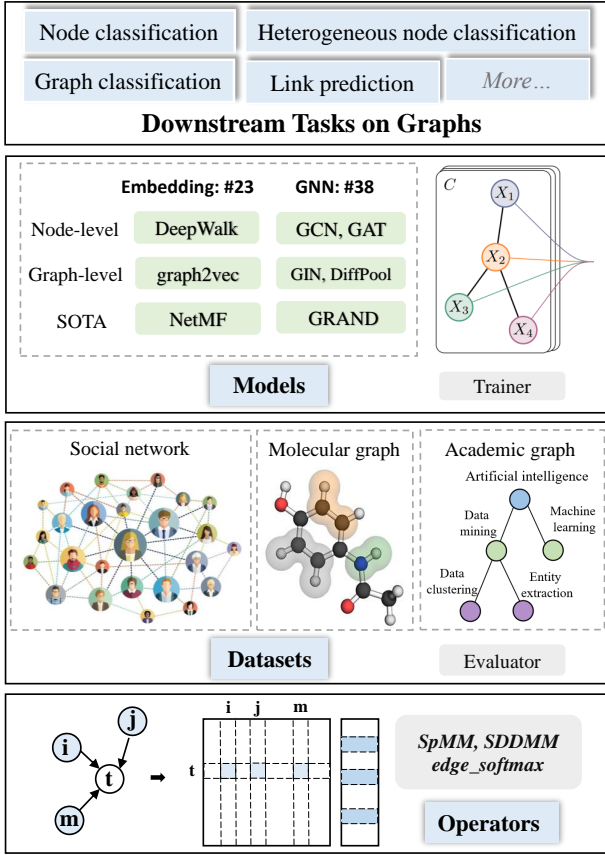 Node classification
Heterogeneous node classification
Graph classification
Link prediction
More...
Downstream Tasks on Graphs
Embedding: #23
GNN: #38
Node-level
DeepWalk
GCN, GAT
Graph-level
graph2vec
GIN, DiffPool
SOTA
NetMF
GRAND
Models
C
X1
X2
X3
X4
Trainer
Social network
Molecular graph
Academic graph
Artificial intelligence
Data
mining
Machine
learning
Data
clustering
Entity
extraction
Datasets
Evaluator
i
j
t
m
i j m
t
SpMM, SDDMM
edge_softmax
Operators